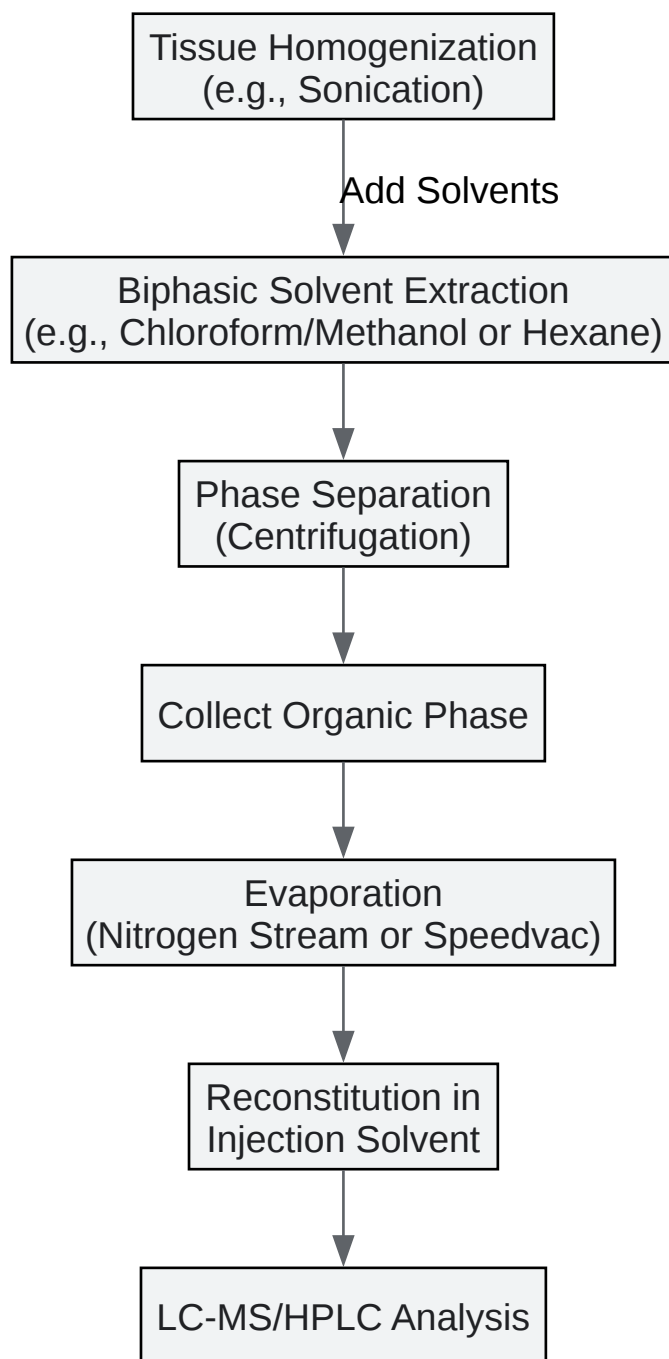 Tissue Homogenization
(e.g., Sonication)
Add Solvents
Biphasic Solvent Extraction
(e.g., Chloroform/Methanol or Hexane)
Phase Separation
(Centrifugation)
Collect Organic Phase
Evaporation
(Nitrogen Stream or Speedvac)
Reconstitution in
Injection Solvent
LC-MS/HPLC Analysis